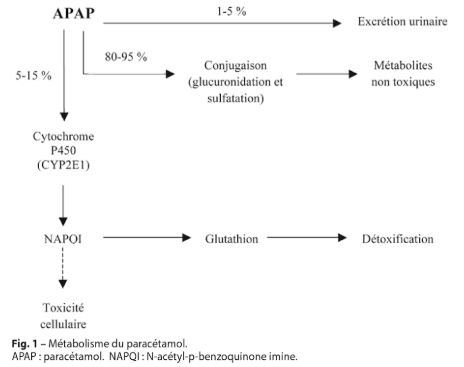 APAP
1-5 %
Excrétion urinaire
5-15 %
80-95 %
Conjugaison
(glucuronidation et
sulfatation)
Métabolites
non toxiques
Cytochrome
P450
(CYP2E1)
NAPQI
Glutathion
Détoxification
Toxicité
cellulaire
Fig. 1 – Métabolisme du paracétamol.
APAP : paracétamol. NAPQI : N-acétyl-p-benzoquinone imine.